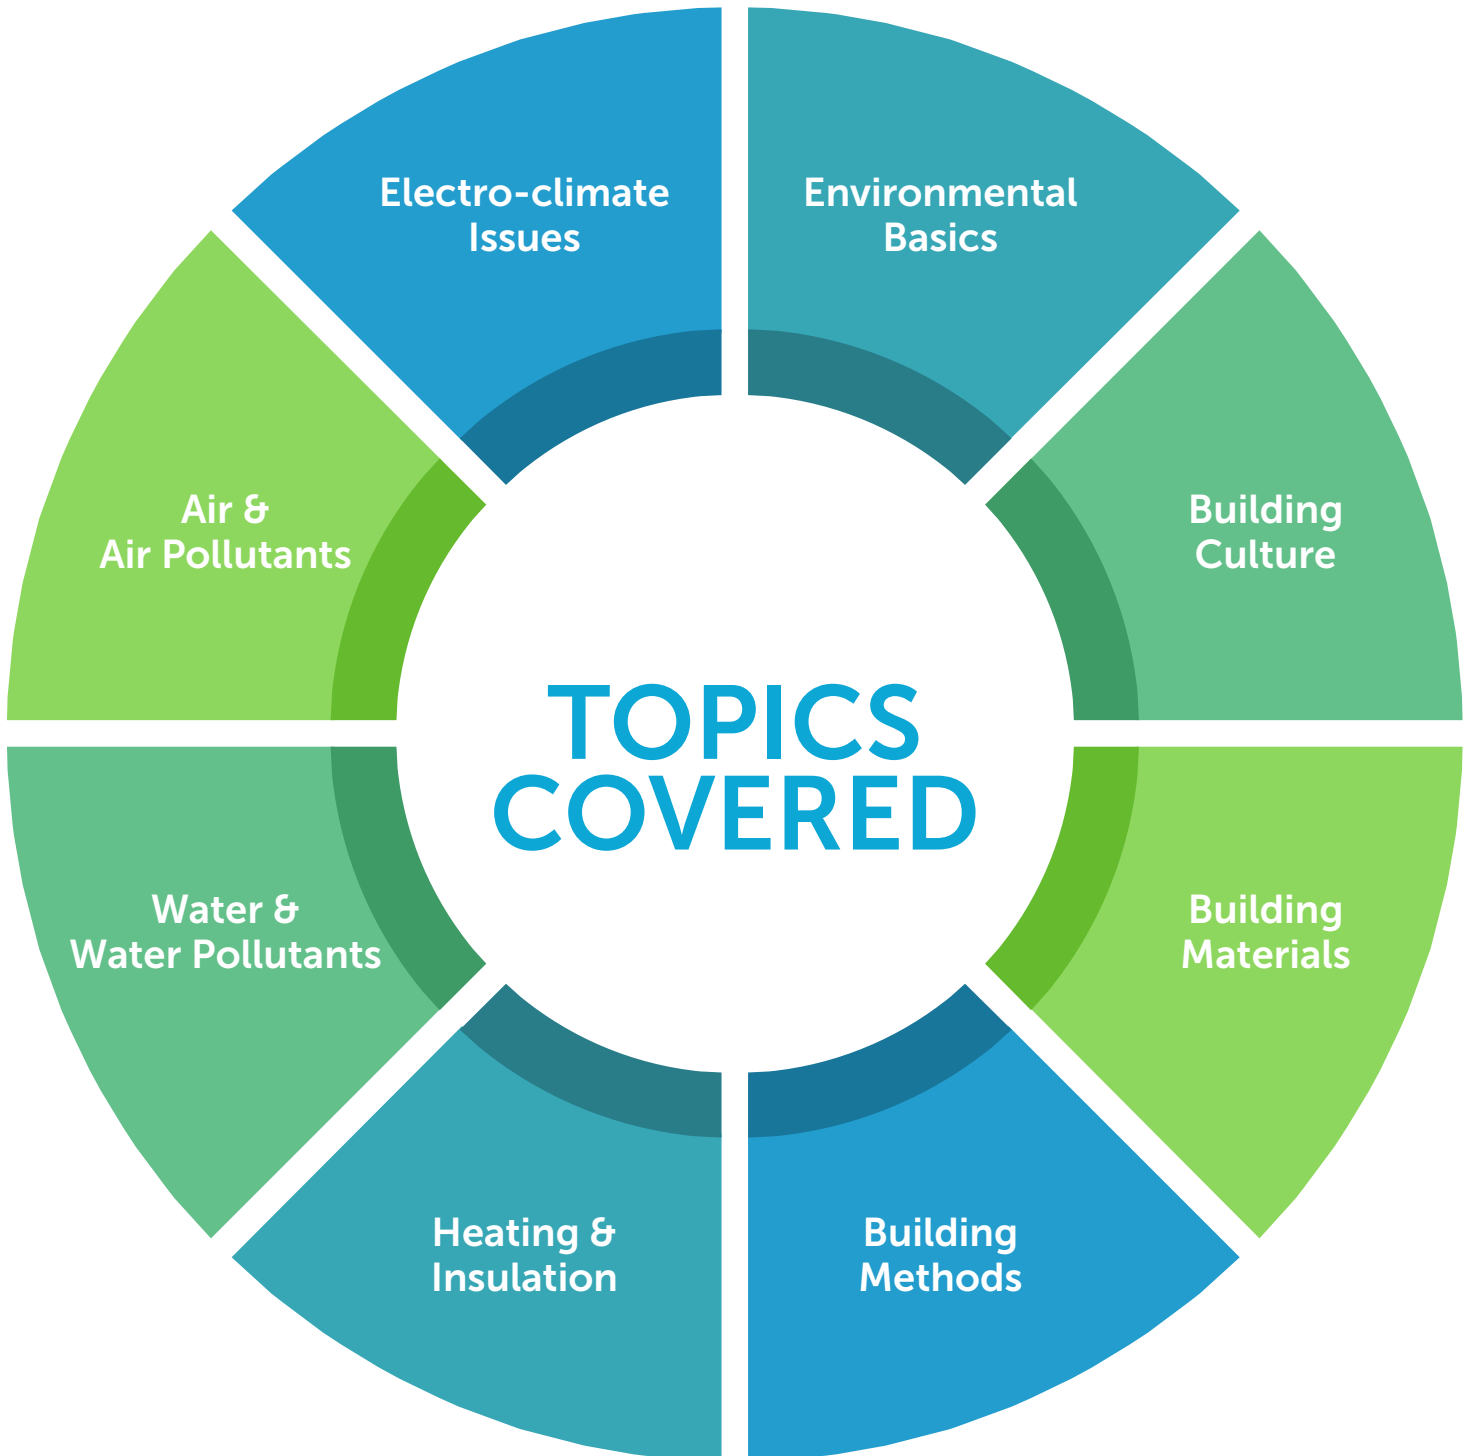 Electro-climate
Issues
Environmental
Basics
Air &
Air Pollutants
Building
Culture
TOPICS
COVERED
Water &
Water Pollutants
Building
Materials
Heating &
Insulation
Building
Methods